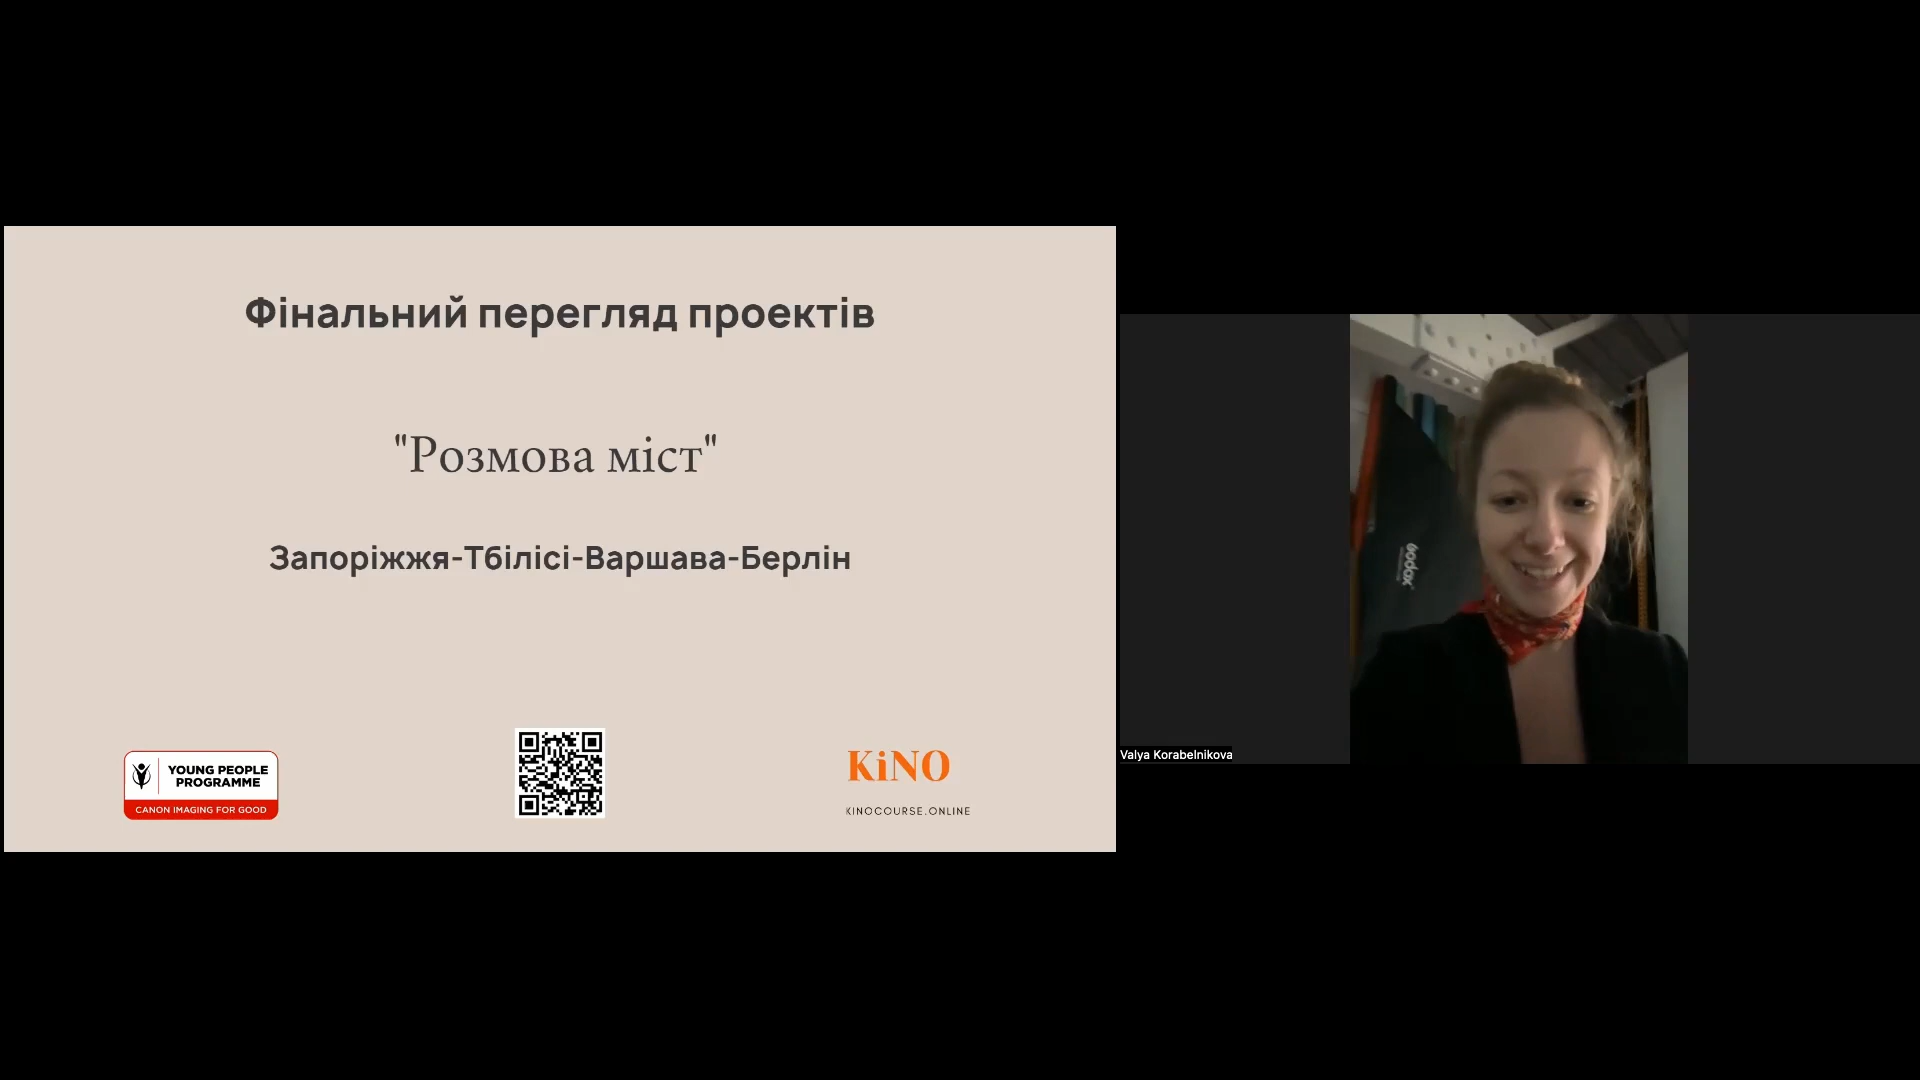 Фінальний перегляд проектів
"Розмова міст"
Запоріжжя-Тбілісі-Варшава-Берлін
YOUNG PEOPLE
PROGRAMME
CANON IMAGING FOR GOOD
KiNO
KINOCOURSE.ONLINE
Godox
Valya Korabelnikova